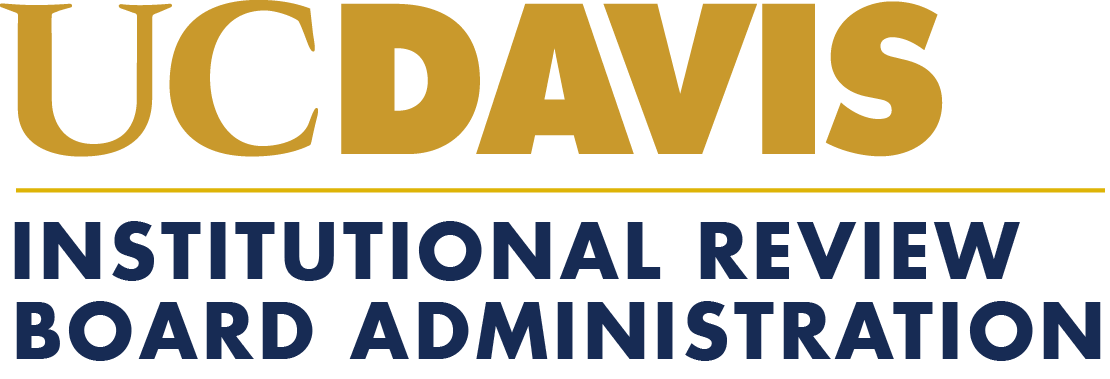 UCDAVIS
INSTITUTIONAL REVIEW
BOARD ADMINISTRATION